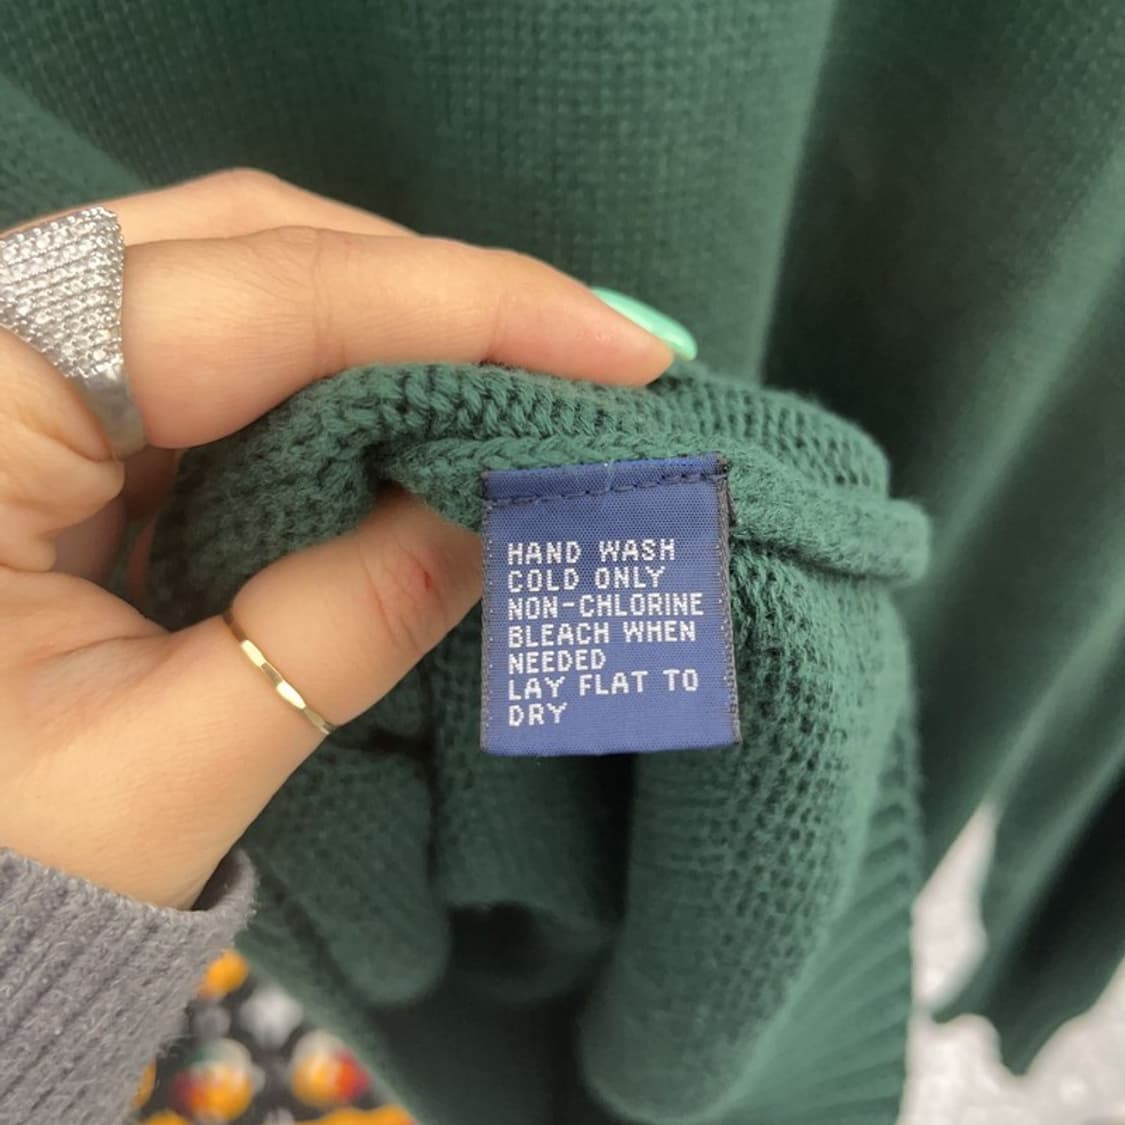 HAND WASH
COLD ONLY
NON-CHLORINE
BLEACH WHEN
NEEDED
LAY FLAT TO
DRY